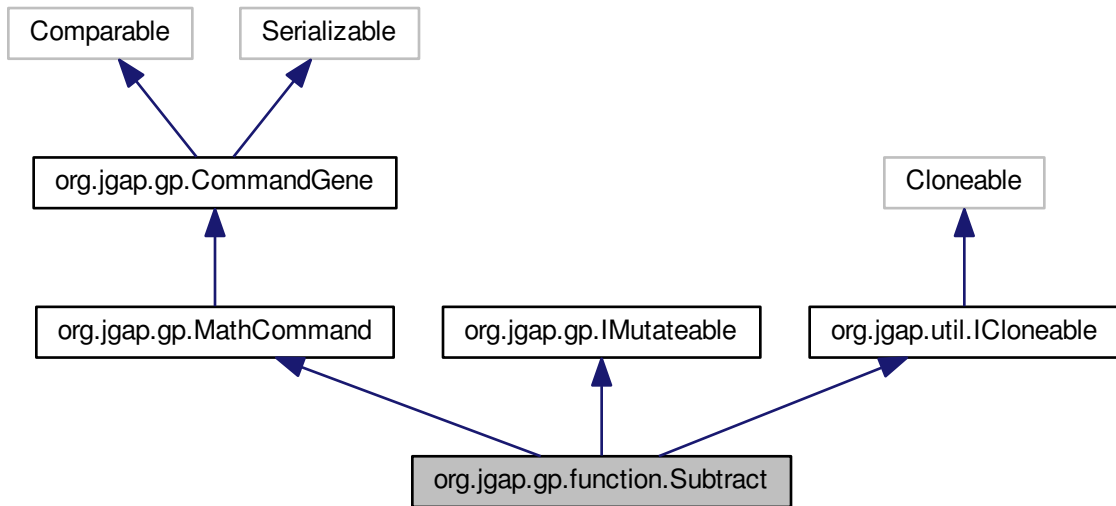 Comparable
Serializable
org.jgap.gp.CommandGene
Cloneable
org.jgap.gp.MathCommand
org.jgap.gp.IMutateable
org.jgap.util.ICloneable
org.jgap.gp.function.Subtract